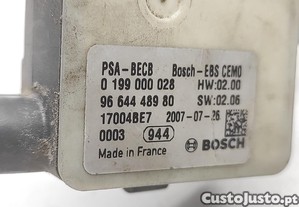 PSA-BECB Bosch-EBS CEMO
0 199 000 028 HW:02.00
96 644 489 80 SW:02.06
17004BE7 2007-07-26
0003 944
Made in France BOSCH
CustoJusto.pt